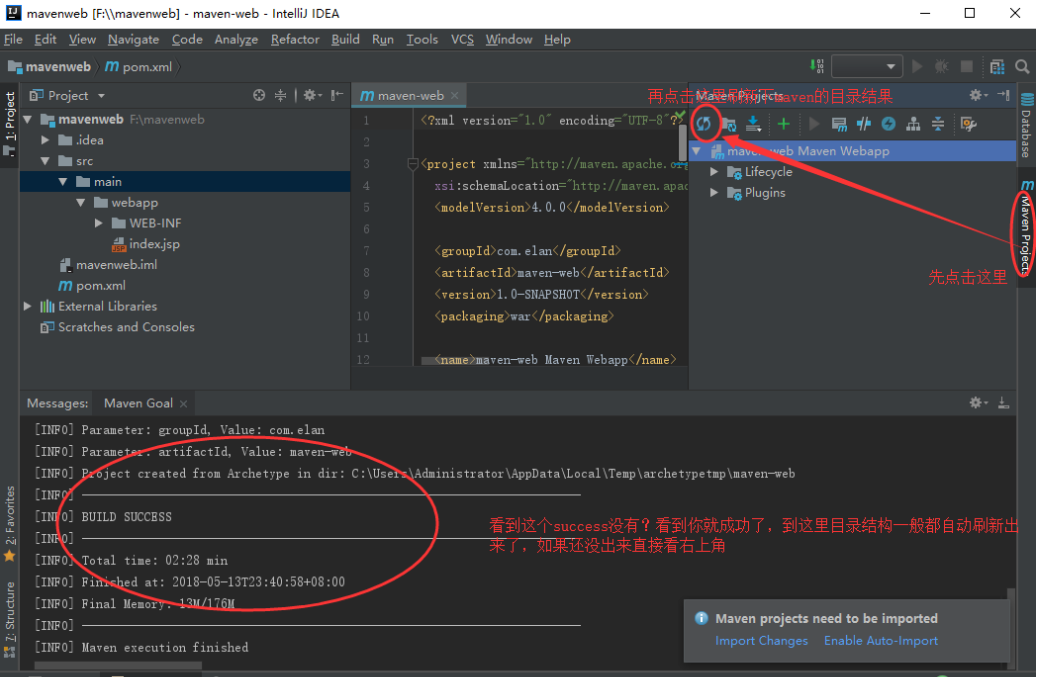 mavenweb [F:\\mavenweb] - maven-web - IntelliJ IDEA
File Edit View Navigate Code Analyze Refactor Build Run Tools VCS Window Help
mavenweb pom.xml
1: Project
Project
mavenweb F:\mavenweb
.idea
src
main
webapp
WEB-INF
index.jsp
mavenweb.iml
pom.xml
External Libraries
Scratches and Consoles
maven-web
1 <?xml version="1.0" encoding="UTF-8"?>
2
3 <project xmlns="http://maven.apache.org
4 xsi:schemaLocation="http://maven.apac
5 <modelVersion>4.0.0</modelVersion>
6
7 <groupId>com.elan</groupId>
8 <artifactId>maven-web</artifactId>
9 <version>1.0-SNAPSHOT</version>
10 <packaging>war</packaging>
11
12 <name>maven-web Maven Webapp</name>
Maven Projects
再点击这里刷新下maven的目录结果
maven-web Maven Webapp
Lifecycle
Plugins
先点击这里
Database
Maven Projects
Messages: Maven Goal
[INFO] Parameter: groupId, Value: com.elan
[INFO] Parameter: artifactId, Value: maven-web
[INFO] Project created from Archetype in dir: C:\Users\Administrator\AppData\Local\Temp\archetypetmp\maven-web
[INFO] ------------------------------------------------------------------------
[INFO] BUILD SUCCESS
[INFO] ------------------------------------------------------------------------
[INFO] Total time: 02:28 min
[INFO] Finished at: 2018-05-13T23:40:58+08:00
[INFO] Final Memory: 13M/176M
[INFO] ------------------------------------------------------------------------
[INFO] Maven execution finished
看到这个success没有？看到你就成功了，到这里目录结构一般都自动刷新出
来了，如果还没出来直接看右上角
2: Favorites
7: Structure
Maven projects need to be imported
Import Changes Enable Auto-Import